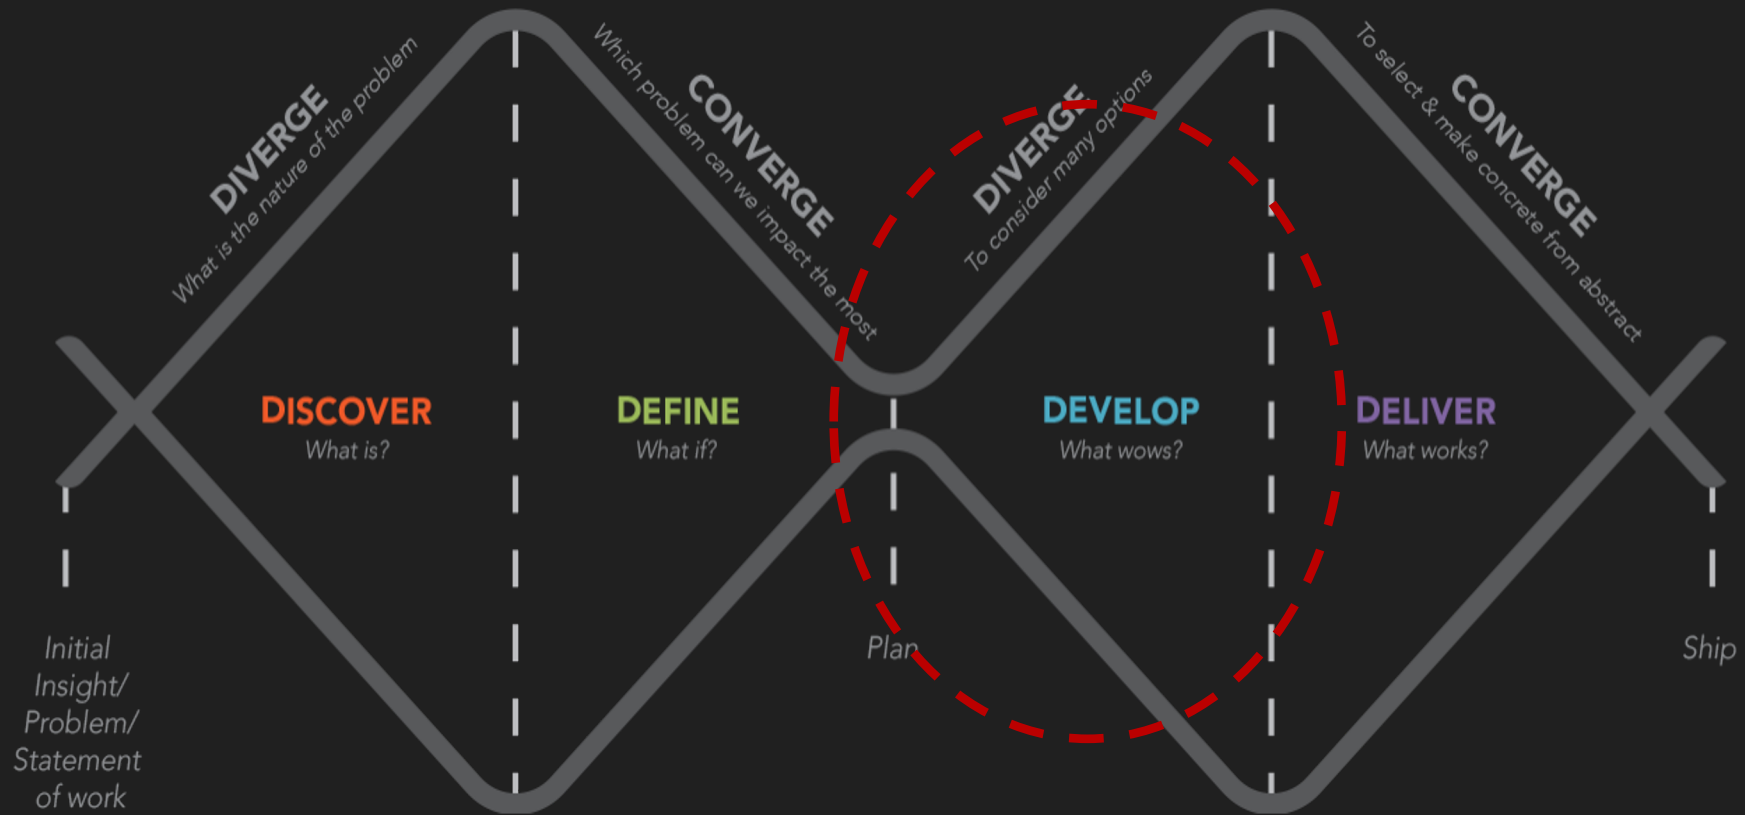 DIVERGE
What is the nature of the problem
CONVERGE
Which problem can we impact the most
DIVERGE
To consider many options
CONVERGE
To select & make concrete from abstract
DISCOVER
What is?
DEFINE
What if?
DEVELOP
What wows?
DELIVER
What works?
Initial
Insight/
Problem/
Statement
of work
Plan
Ship